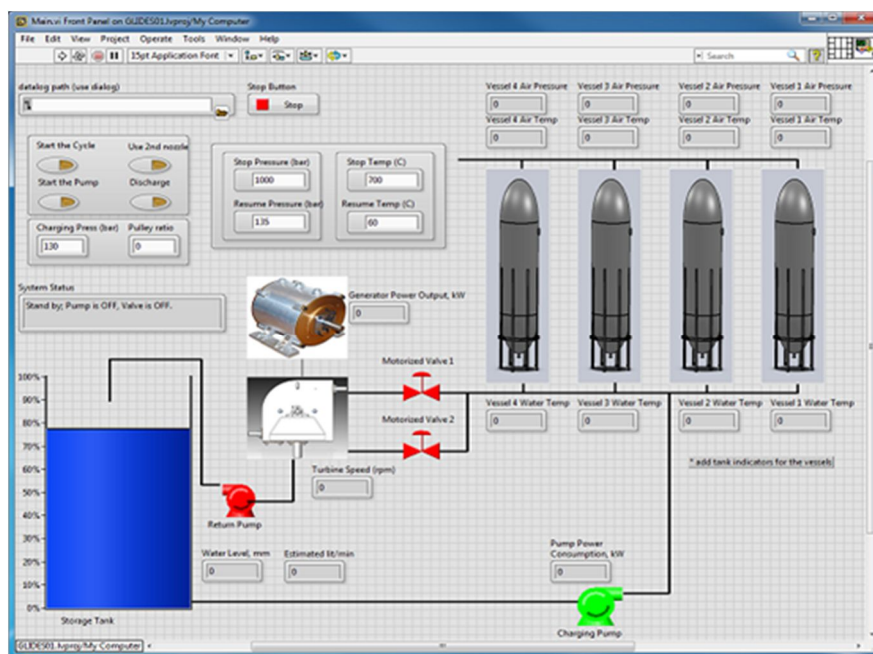 Main.vi Front Panel on GLIDES01.lvproj/My Computer
File Edit View Project Operate Tools Window Help
15pt Application Font
Search
datalog path (use dialog)
Stop Button
Stop
Vessel 4 Air Pressure Vessel 3 Air Pressure Vessel 2 Air Pressure Vessel 1 Air Pressure
0 0 0 0
Vessel 4 Air Temp Vessel 3 Air Temp Vessel 2 Air Temp Vessel 1 Air Temp
0 0 0 0
Start the Cycle Use 2nd nozzle
Start the Pump Discharge
Stop Pressure (bar) Stop Temp (C)
1000 700
Resume Pressure (bar) Resume Temp (C)
135 60
Charging Press (bar) Pulley ratio
130 0
System Status
Stand by; Pump is OFF, Valve is OFF.
Generator Power Output, kW
0
Motorized Valve 1
Motorized Valve 2
Vessel 4 Water Temp Vessel 3 Water Temp Vessel 2 Water Temp Vessel 1 Water Temp
0 0 0 0
* add tank indicators for the vessels
Turbine Speed (rpm)
0
100%
90%
80%
70%
60%
50%
40%
30%
20%
10%
0%
Return Pump
Water Level, mm Estimated lit/min
0 0
Pump Power
Consumption, kW
0
Storage Tank
Charging Pump
GLIDES01.lvproj/My Computer